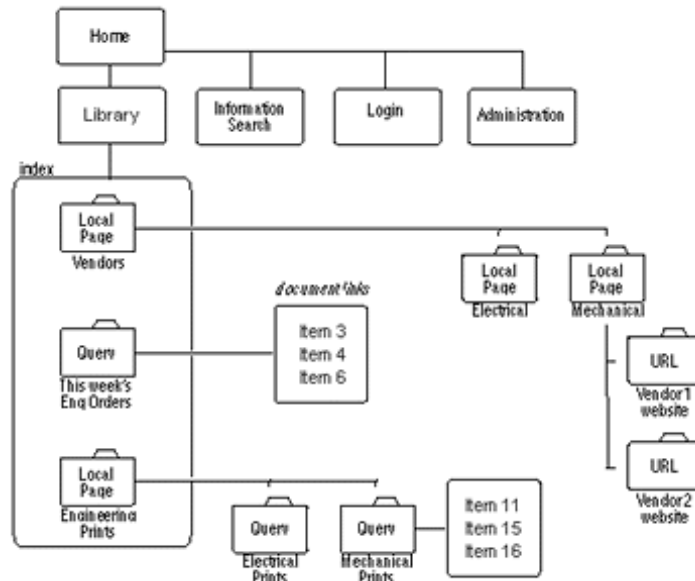 Home
Library
Information
Search
Login
Administration
index
Local
Page
Vendors
Local
Page
Electrical
Local
Page
Mechanical
document links
Item 3
Item 4
Item 6
Query
This week's
Eng Orders
URL
Vendor1
website
URL
Vendor2
website
Local
Page
Engineering
Prints
Query
Electrical
Prints
Query
Mechanical
Prints
Item 11
Item 15
Item 16